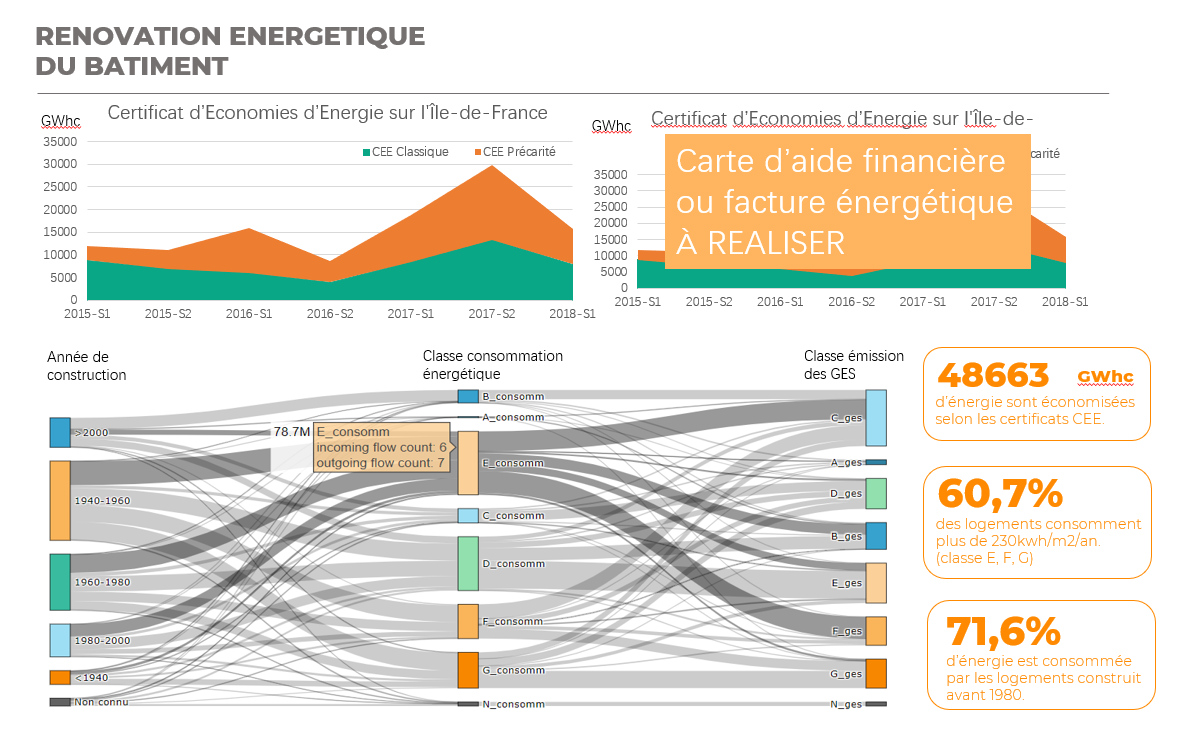 RENOVATION ENERGETIQUE
DU BATIMENT
Certificat d'Economies d'Energie sur l'Île-de-France
GWhc
35000
30000
25000
20000
15000
10000
5000
0
CEE Classique
CEE Précarité
2015-S1 2015-S2 2016-S1 2016-S2 2017-S1 2017-S2 2018-S1
Certificat d'Economies d'Energie sur l'Île-de-
GWhc
carité
35000
30000
25000
20000
15000
10000
5000
0
Carte d'aide financière
ou facture énergétique
À REALISER
2015-S1 2015-S2 2016-S1 2016-S2 2017-S1 2017-S2 2018-S1
Année de
construction
>2000
1940-1960
1960-1980
1980-2000
<1940
Non connu
Classe consommation
énergétique
B_consomm
A_consomm
78.7M
E_consomm
incoming flow count: 6
outgoing flow count: 7
E_consomm
C_consomm
D_consomm
F_consomm
G_consomm
N_consomm
Classe émission
des GES
C_ges
A_ges
D_ges
B_ges
E_ges
F_ges
G_ges
N_ges
48663 GWhc
d'énergie sont économisées
selon les certificats CEE.
60,7%
des logements consomment
plus de 230kwh/m2/an.
(classe E, F, G)
71,6%
d'énergie est consommée
par les logements construit
avant 1980.